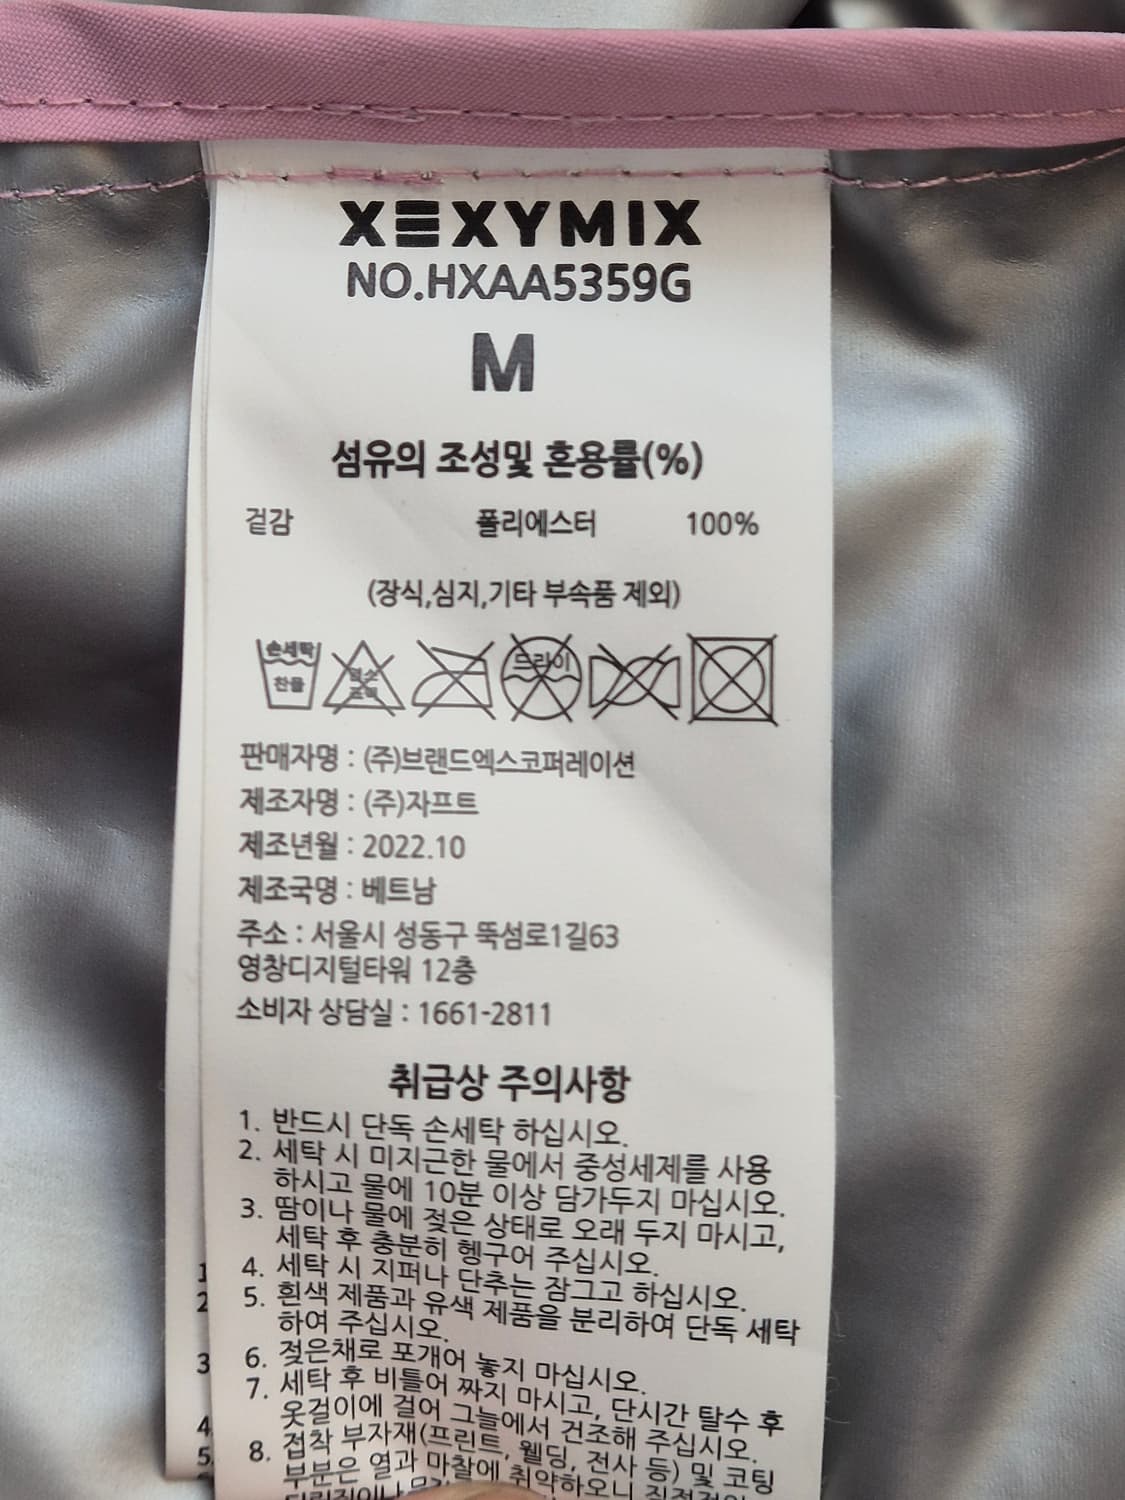 XEXYMIX
NO.HXAA5359G
M
섬유의 조성및 혼용률(%)
겉감 폴리에스터 100%
(장식,심지,기타 부속품 제외)
손세탁 찬물 염소 표백 드라이
판매자명 : (주)브랜드엑스코퍼레이션
제조자명 : (주)자프트
제조년월 : 2022.10
제조국명 : 베트남
주소 : 서울시 성동구 뚝섬로1길63
영창디지털타워 12층
소비자 상담실 : 1661-2811
취급상 주의사항
1. 반드시 단독 손세탁 하십시오.
2. 세탁 시 미지근한 물에서 중성세제를 사용
하시고 물에 10분 이상 담가두지 마십시오.
3. 땀이나 물에 젖은 상태로 오래 두지 마시고,
세탁 후 충분히 헹구어 주십시오.
4. 세탁 시 지퍼나 단추는 잠그고 하십시오.
5. 흰색 제품과 유색 제품을 분리하여 단독 세탁
하여 주십시오.
6. 젖은채로 포개어 놓지 마십시오.
7. 세탁 후 비틀어 짜지 마시고, 단시간 탈수 후
옷걸이에 걸어 그늘에서 건조해 주십시오.
8. 접착 부자재(프린트, 웰딩, 전사 등) 및 코팅
부분은 열과 마찰에 취약하오니
1
2
3
4
5